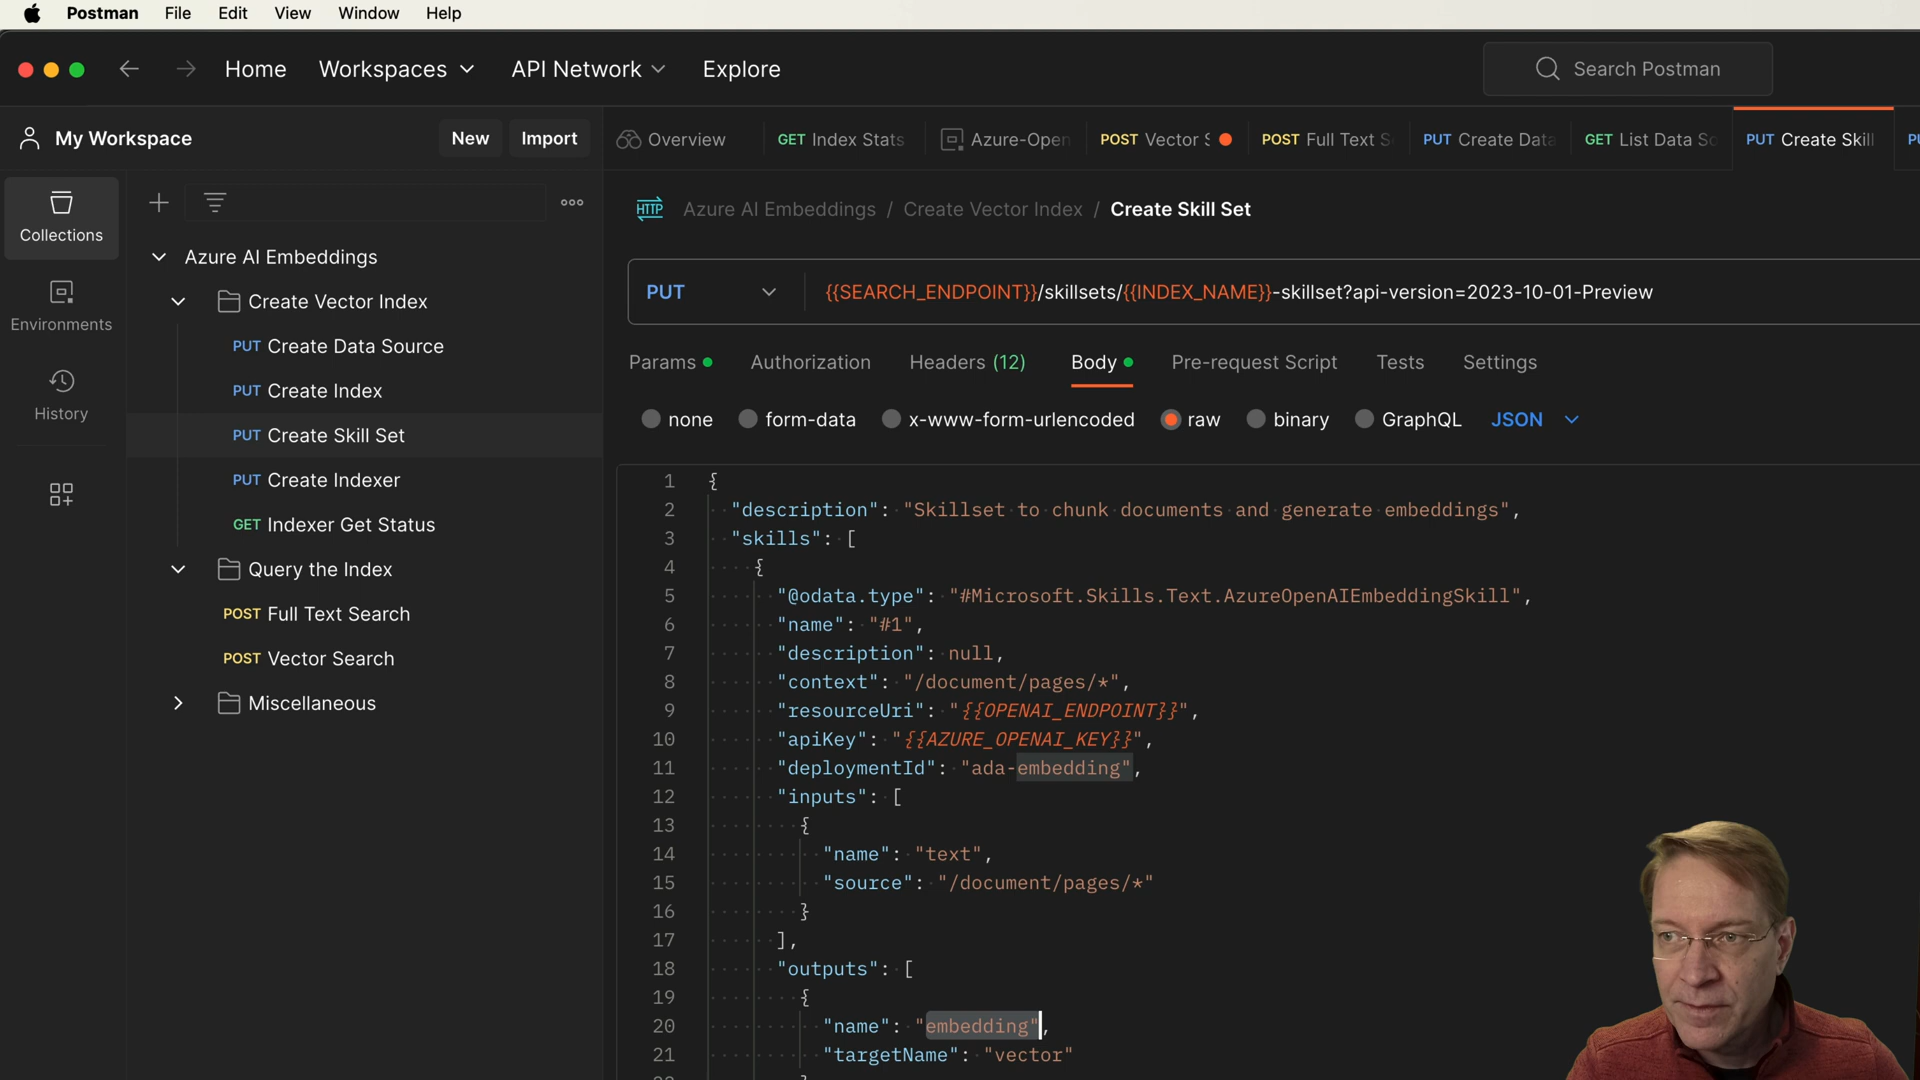 Postman File Edit View Window Help
Home Workspaces API Network Explore Search Postman
My Workspace New Import
Overview GET Index Stats Azure-Open POST Vector S POST Full Text S PUT Create Data GET List Data So PUT Create Skil
Collections
Environments
History
Azure AI Embeddings
Create Vector Index
PUT Create Data Source
PUT Create Index
PUT Create Skill Set
PUT Create Indexer
GET Indexer Get Status
Query the Index
POST Full Text Search
POST Vector Search
Miscellaneous
HTTP Azure AI Embeddings / Create Vector Index / Create Skill Set
PUT {{SEARCH_ENDPOINT}}/skillsets/{{INDEX_NAME}}-skillset?api-version=2023-10-01-Preview
Params Authorization Headers (12) Body Pre-request Script Tests Settings
none form-data x-www-form-urlencoded raw binary GraphQL JSON
1 {
2 "description": "Skillset to chunk documents and generate embeddings",
3 "skills": [
4 {
5 "@odata.type": "#Microsoft.Skills.Text.AzureOpenAIEmbeddingSkill",
6 "name": "#1",
7 "description": null,
8 "context": "/document/pages/*",
9 "resourceUri": "{{OPENAI_ENDPOINT}}",
10 "apiKey": "{{AZURE_OPENAI_KEY}}",
11 "deploymentId": "ada-embedding",
12 "inputs": [
13 {
14 "name": "text",
15 "source": "/document/pages/*"
16 }
17 ],
18 "outputs": [
19 {
20 "name": "embedding",
21 "targetName": "vector"